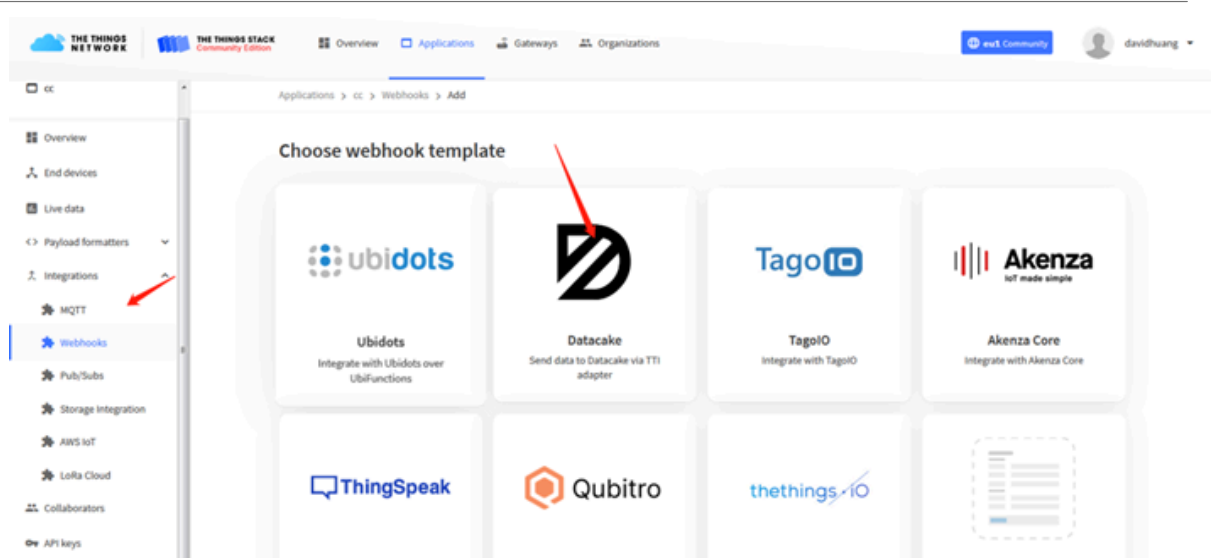 THE THINGS
NETWORK
THE THINGS STACK
Community Edition
Overview
Applications
Gateways
Organizations
eu1 Community
davidhuang
cc
Applications > cc > Webhooks > Add
Overview
End devices
Live data
<> Payload formatters
Integrations
MQTT
Webhooks
Pub/Subs
Storage Integration
AWS IoT
LoRa Cloud
Collaborators
API keys
Choose webhook template
ubidots
Ubidots
Integrate with Ubidots over
UbiFunctions
D
Datacake
Send data to Datacake via TTI
adapter
Tago IO
TagoIO
Integrate with TagoIO
Akenza
IoT made simple
Akenza Core
Integrate with Akenza Core
ThingSpeak
Qubitro
thethings.iO